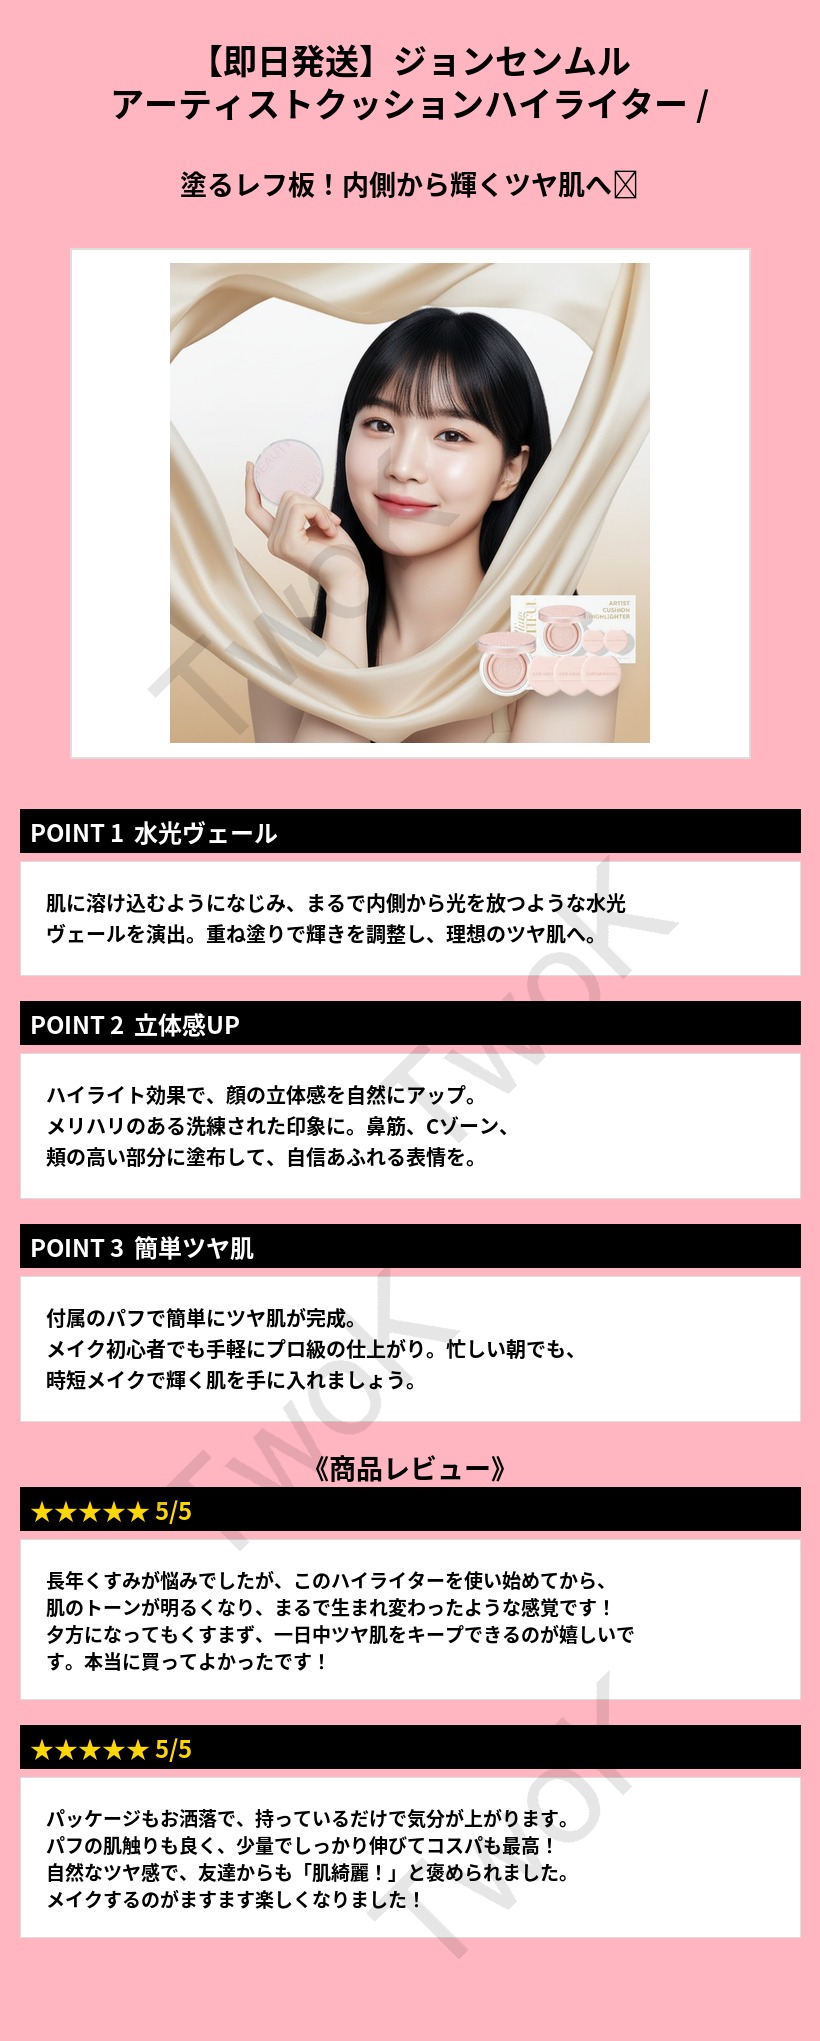 【即日発送】ジョンセンムル
アーティストクッションハイライター /
塗るレフ板！内側から輝くツヤ肌へ
ARTIST
CUSHION
HIGHLIGHTER
TwoK
POINT 1 水光ヴェール
肌に溶け込むようになじみ、まるで内側から光を放つような水光
ヴェールを演出。重ね塗りで輝きを調整し、理想のツヤ肌へ。
TwoK
POINT 2 立体感UP
ハイライト効果で、顔の立体感を自然にアップ。
メリハリのある洗練された印象に。鼻筋、Cゾーン、
頬の高い部分に塗布して、自信あふれる表情を。
POINT 3 簡単ツヤ肌
付属のパフで簡単にツヤ肌が完成。
メイク初心者でも手軽にプロ級の仕上がり。忙しい朝でも、
時短メイクで輝く肌を手に入れましょう。
TwoK
《商品レビュー》
★★★★★ 5/5
長年くすみが悩みでしたが、このハイライターを使い始めてから、
肌のトーンが明るくなり、まるで生まれ変わったような感覚です！
夕方になってもくすまず、一日中ツヤ肌をキープできるのが嬉しいで
す。本当に買ってよかったです！
★★★★★ 5/5
パッケージもお洒落で、持っているだけで気分が上がります。
パフの肌触りも良く、少量でしっかり伸びてコスパも最高！
自然なツヤ感で、友達からも「肌綺麗！」と褒められました。
メイクするのがますます楽しくなりました！
TwoK